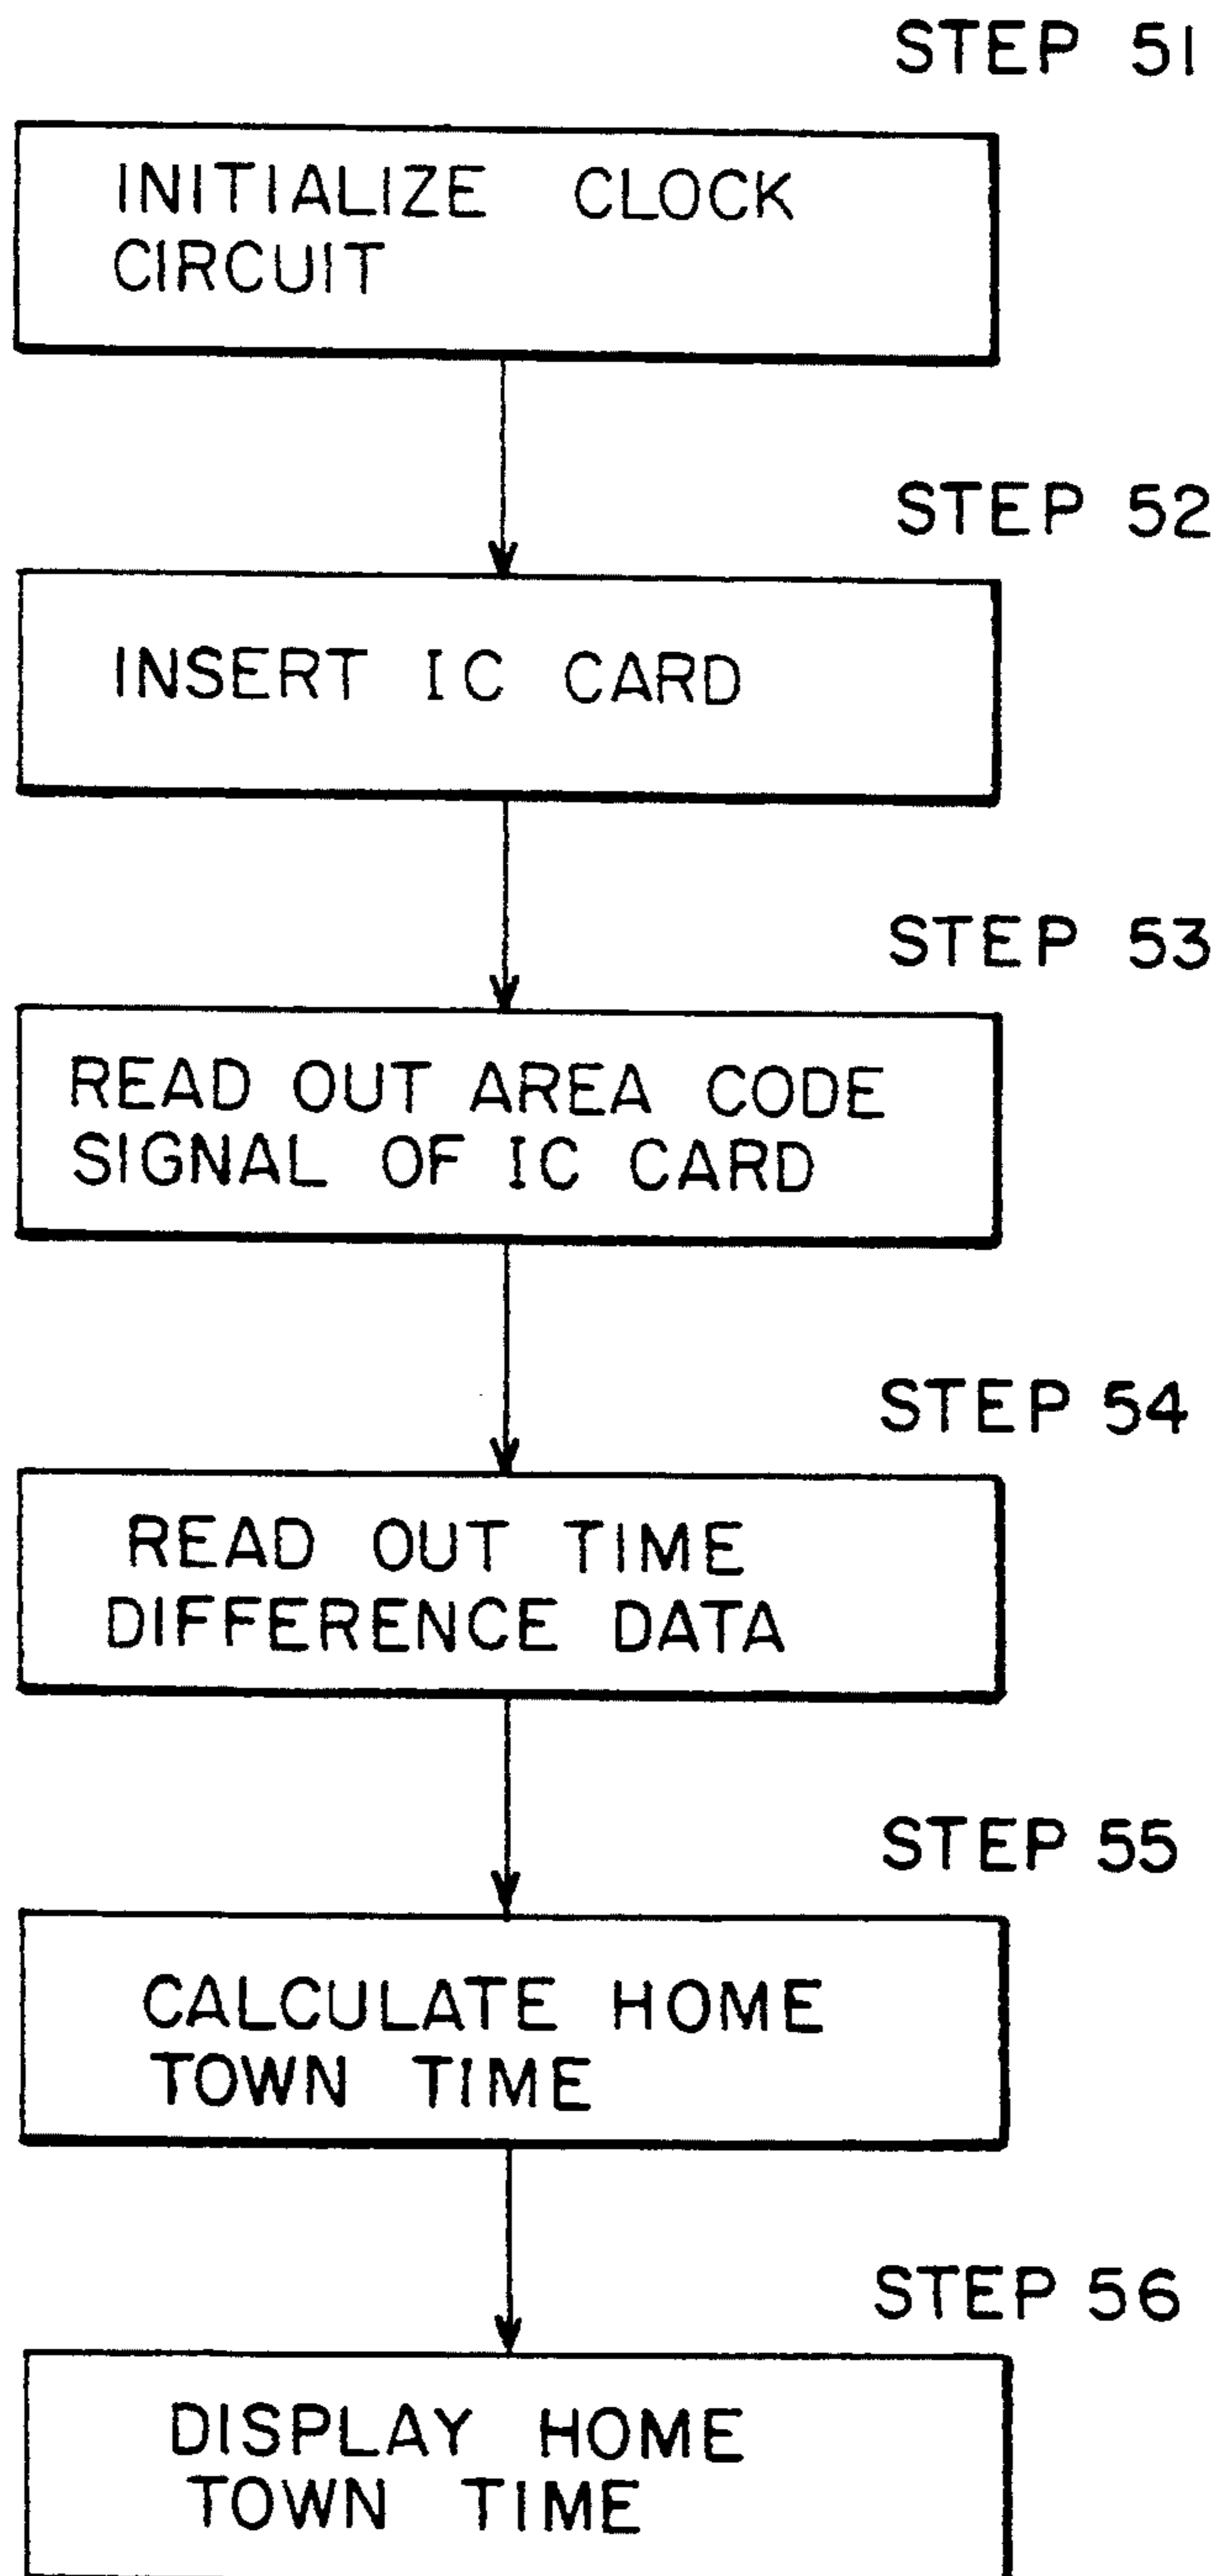 STEP 51
INITIALIZE CLOCK
CIRCUIT
STEP 52
INSERT IC CARD
STEP 53
READ OUT AREA CODE
SIGNAL OF IC CARD
STEP 54
READ OUT TIME
DIFFERENCE DATA
STEP 55
CALCULATE HOME
TOWN TIME
STEP 56
DISPLAY HOME
TOWN TIME